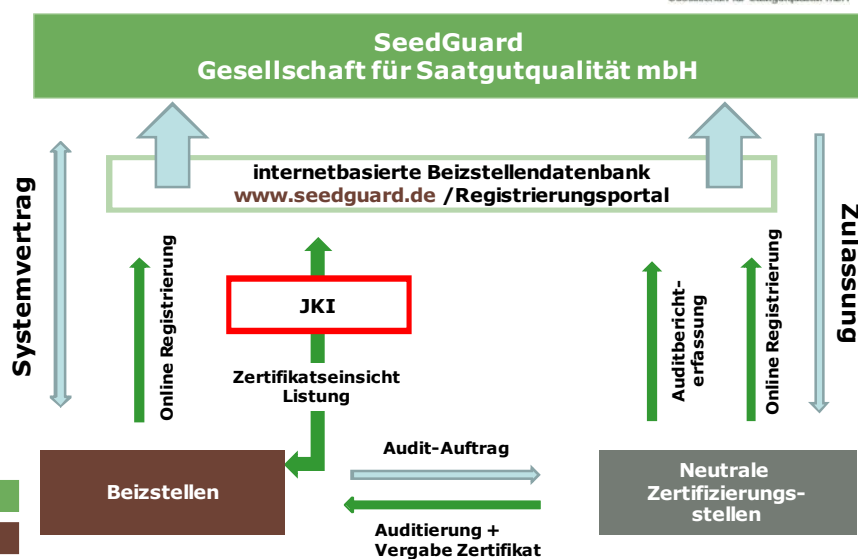 SeedGuard
Gesellschaft für Saatgutqualität mbH
internetbasierte Beizstellendatenbank
www.seedguard.de /Registrierungsportal
Systemvertrag
Online Registrierung
JKI
Zertifikatseinsicht
Listung
Auditbericht-
erfassung
Online Registrierung
Zulassung
Beizstellen
Audit-Auftrag
Auditierung +
Vergabe Zertifikat
Neutrale
Zertifizierungs-
stellen